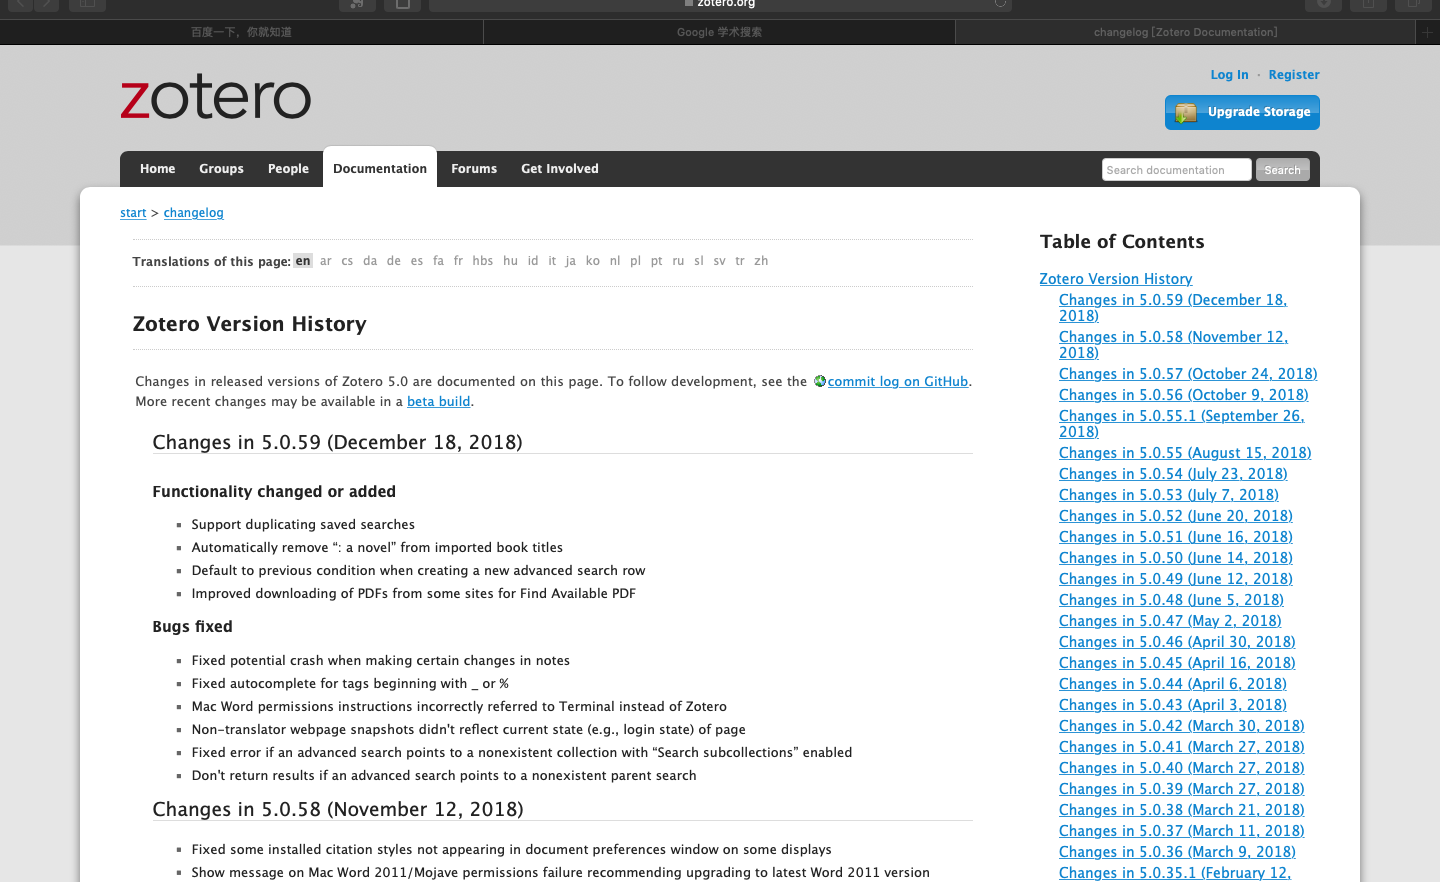 zotero.org
百度一下，你就知道
Google 学术搜索
changelog [Zotero Documentation]
zotero
Log In · Register
Upgrade Storage
Home Groups People Documentation Forums Get Involved
Search documentation Search
start > changelog
Translations of this page: en ar cs da de es fa fr hbs hu id it ja ko nl pl pt ru sl sv tr zh
Zotero Version History
Changes in released versions of Zotero 5.0 are documented on this page. To follow development, see the commit log on GitHub.
More recent changes may be available in a beta build.
Changes in 5.0.59 (December 18, 2018)
Functionality changed or added
Support duplicating saved searches
Automatically remove “: a novel” from imported book titles
Default to previous condition when creating a new advanced search row
Improved downloading of PDFs from some sites for Find Available PDF
Bugs fixed
Fixed potential crash when making certain changes in notes
Fixed autocomplete for tags beginning with _ or %
Mac Word permissions instructions incorrectly referred to Terminal instead of Zotero
Non-translator webpage snapshots didn't reflect current state (e.g., login state) of page
Fixed error if an advanced search points to a nonexistent collection with “Search subcollections” enabled
Don't return results if an advanced search points to a nonexistent parent search
Changes in 5.0.58 (November 12, 2018)
Fixed some installed citation styles not appearing in document preferences window on some displays
Show message on Mac Word 2011/Mojave permissions failure recommending upgrading to latest Word 2011 version
Table of Contents
Zotero Version History
Changes in 5.0.59 (December 18,
2018)
Changes in 5.0.58 (November 12,
2018)
Changes in 5.0.57 (October 24, 2018)
Changes in 5.0.56 (October 9, 2018)
Changes in 5.0.55.1 (September 26,
2018)
Changes in 5.0.55 (August 15, 2018)
Changes in 5.0.54 (July 23, 2018)
Changes in 5.0.53 (July 7, 2018)
Changes in 5.0.52 (June 20, 2018)
Changes in 5.0.51 (June 16, 2018)
Changes in 5.0.50 (June 14, 2018)
Changes in 5.0.49 (June 12, 2018)
Changes in 5.0.48 (June 5, 2018)
Changes in 5.0.47 (May 2, 2018)
Changes in 5.0.46 (April 30, 2018)
Changes in 5.0.45 (April 16, 2018)
Changes in 5.0.44 (April 6, 2018)
Changes in 5.0.43 (April 3, 2018)
Changes in 5.0.42 (March 30, 2018)
Changes in 5.0.41 (March 27, 2018)
Changes in 5.0.40 (March 27, 2018)
Changes in 5.0.39 (March 27, 2018)
Changes in 5.0.38 (March 21, 2018)
Changes in 5.0.37 (March 11, 2018)
Changes in 5.0.36 (March 9, 2018)
Changes in 5.0.35.1 (February 12,